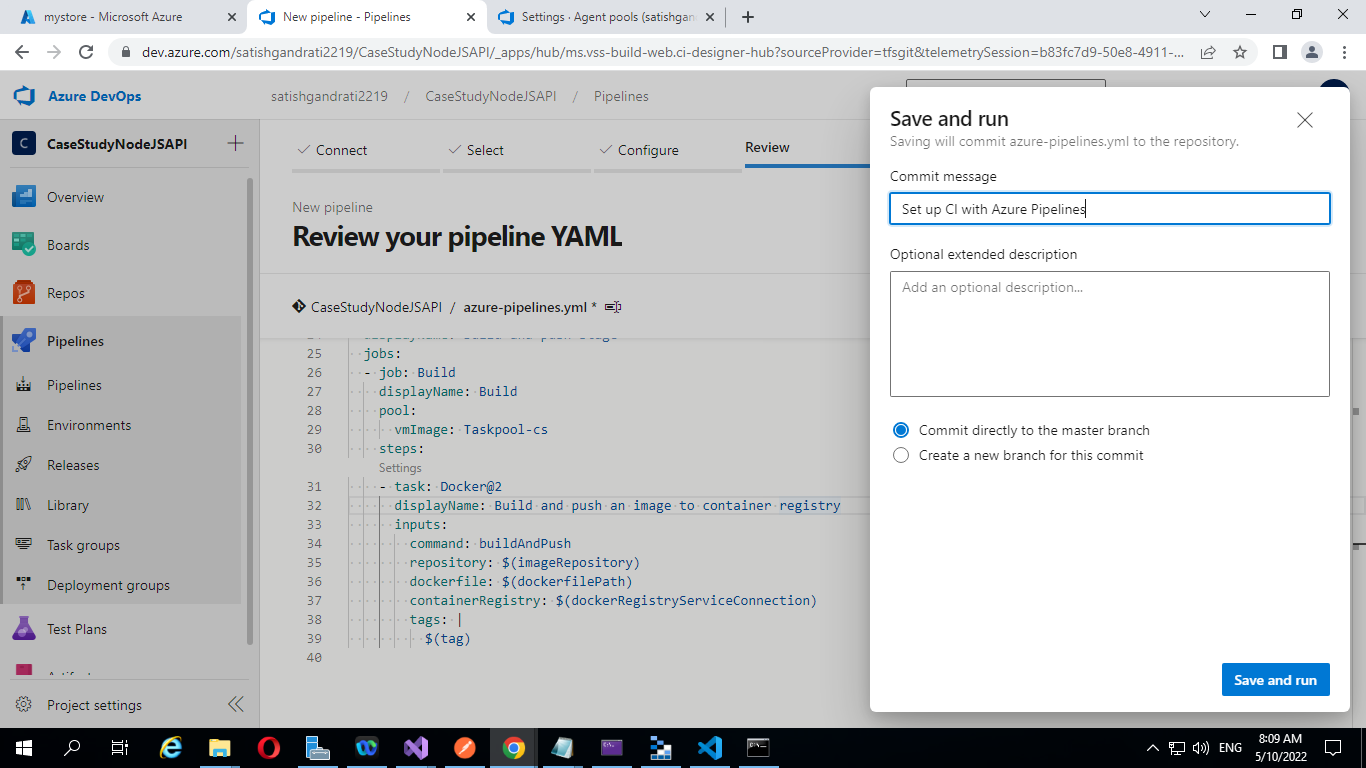 mystore - Microsoft Azure
New pipeline - Pipelines
Settings · Agent pools (satishgan
dev.azure.com/satishgandrati2219/CaseStudyNodeJSAPI/_apps/hub/ms.vss-build-web.ci-designer-hub?sourceProvider=tfsgit&telemetrySession=b83fc7d9-50e8-4911-...
Azure DevOps
satishgandrati2219 / CaseStudyNodeJSAPI / Pipelines
C CaseStudyNodeJSAPI
Overview
Boards
Repos
Pipelines
Pipelines
Environments
Releases
Library
Task groups
Deployment groups
Test Plans
Project settings
Connect
Select
Configure
Review
New pipeline
Review your pipeline YAML
CaseStudyNodeJSAPI / azure-pipelines.yml *
25 jobs:
26 - job: Build
27 displayName: Build
28 pool:
29 vmImage: Taskpool-cs
30 steps:
Settings
31 - task: Docker@2
32 displayName: Build and push an image to container registry
33 inputs:
34 command: buildAndPush
35 repository: $(imageRepository)
36 dockerfile: $(dockerfilePath)
37 containerRegistry: $(dockerRegistryServiceConnection)
38 tags: |
39 $(tag)
40
Save and run
Saving will commit azure-pipelines.yml to the repository.
Commit message
Set up CI with Azure Pipelines
Optional extended description
Add an optional description...
Commit directly to the master branch
Create a new branch for this commit
Save and run
ENG
8:09 AM
5/10/2022